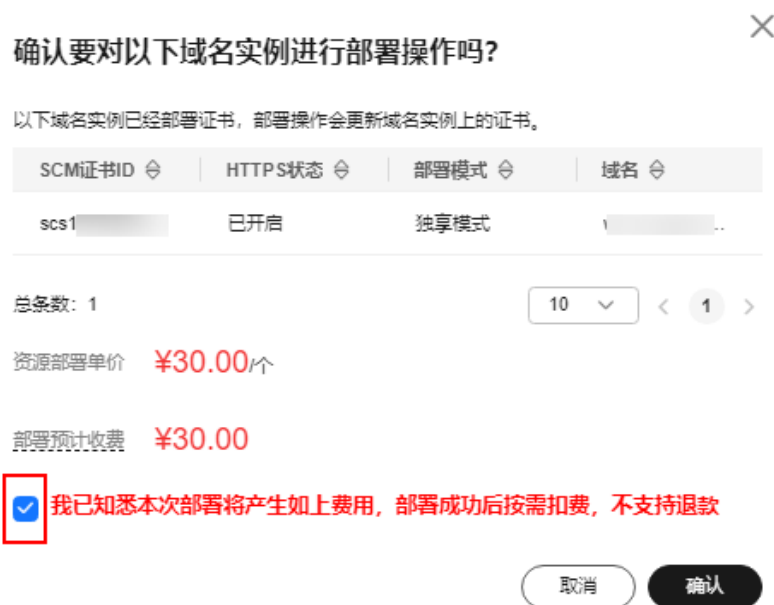 确认要对以下域名实例进行部署操作吗?
以下域名实例已经部署证书，部署操作会更新域名实例上的证书。
SCM证书ID HTTPS状态 部署模式 域名
scs1 已开启 独享模式 ..
总条数：1 10 1
资源部署单价 ¥30.00/个
部署预计收费 ¥30.00
我已知悉本次部署将产生如上费用，部署成功后按需扣费，不支持退款
取消 确认